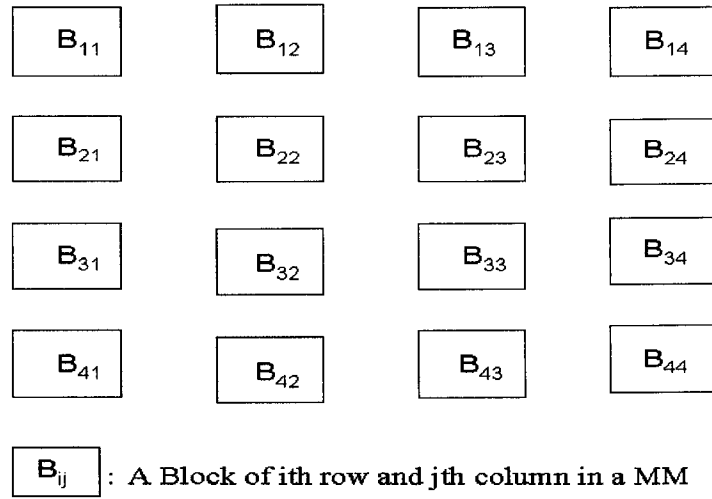 B11 B12 B13 B14
B21 B22 B23 B24
B31 B32 B33 B34
B41 B42 B43 B44
Bij : A Block of ith row and jth column in a MM